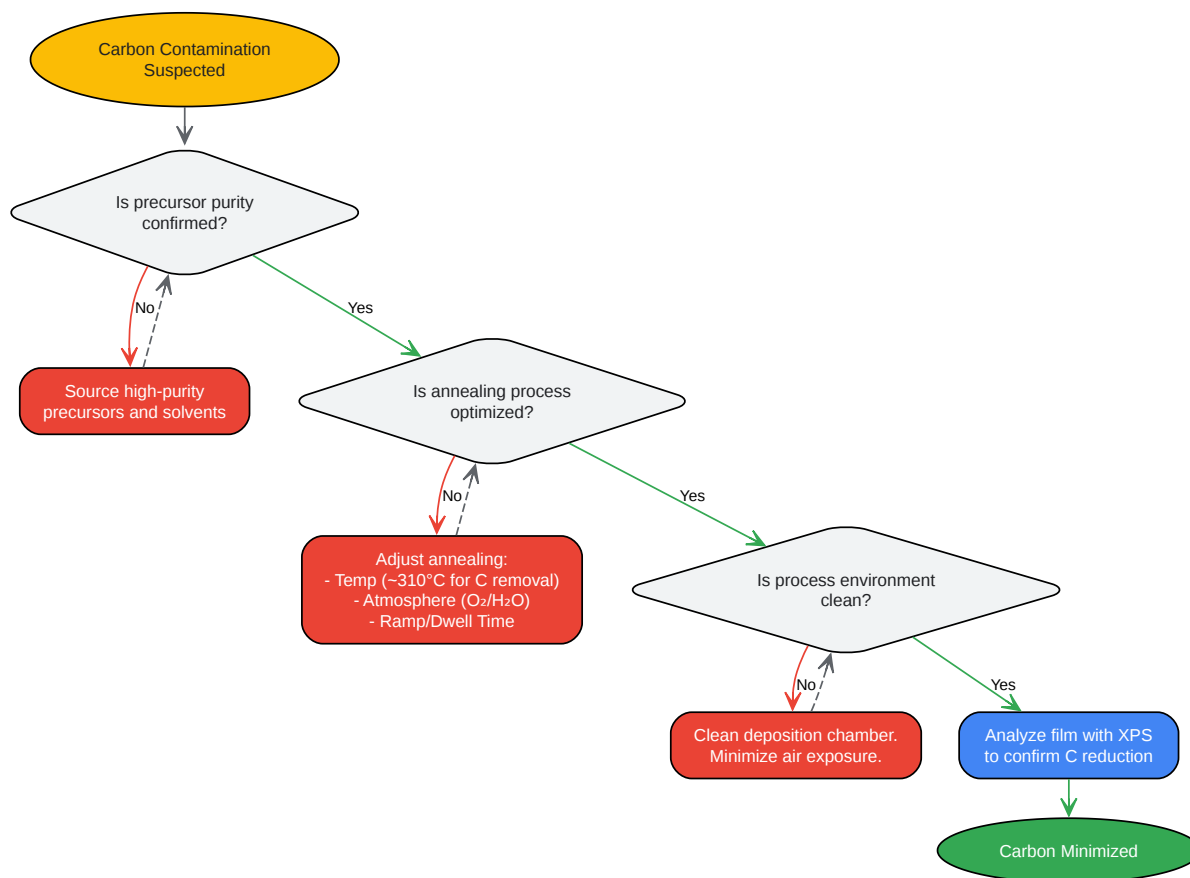 Carbon Contamination
Suspected
Is precursor purity
confirmed?
No
Yes
Source high-purity
precursors and solvents
Is annealing process
optimized?
No
Yes
Adjust annealing:
- Temp (~310°C for C removal)
- Atmosphere (O₂/H₂O)
- Ramp/Dwell Time
Is process environment
clean?
No
Yes
Clean deposition chamber.
Minimize air exposure.
Analyze film with XPS
to confirm C reduction
Carbon Minimized